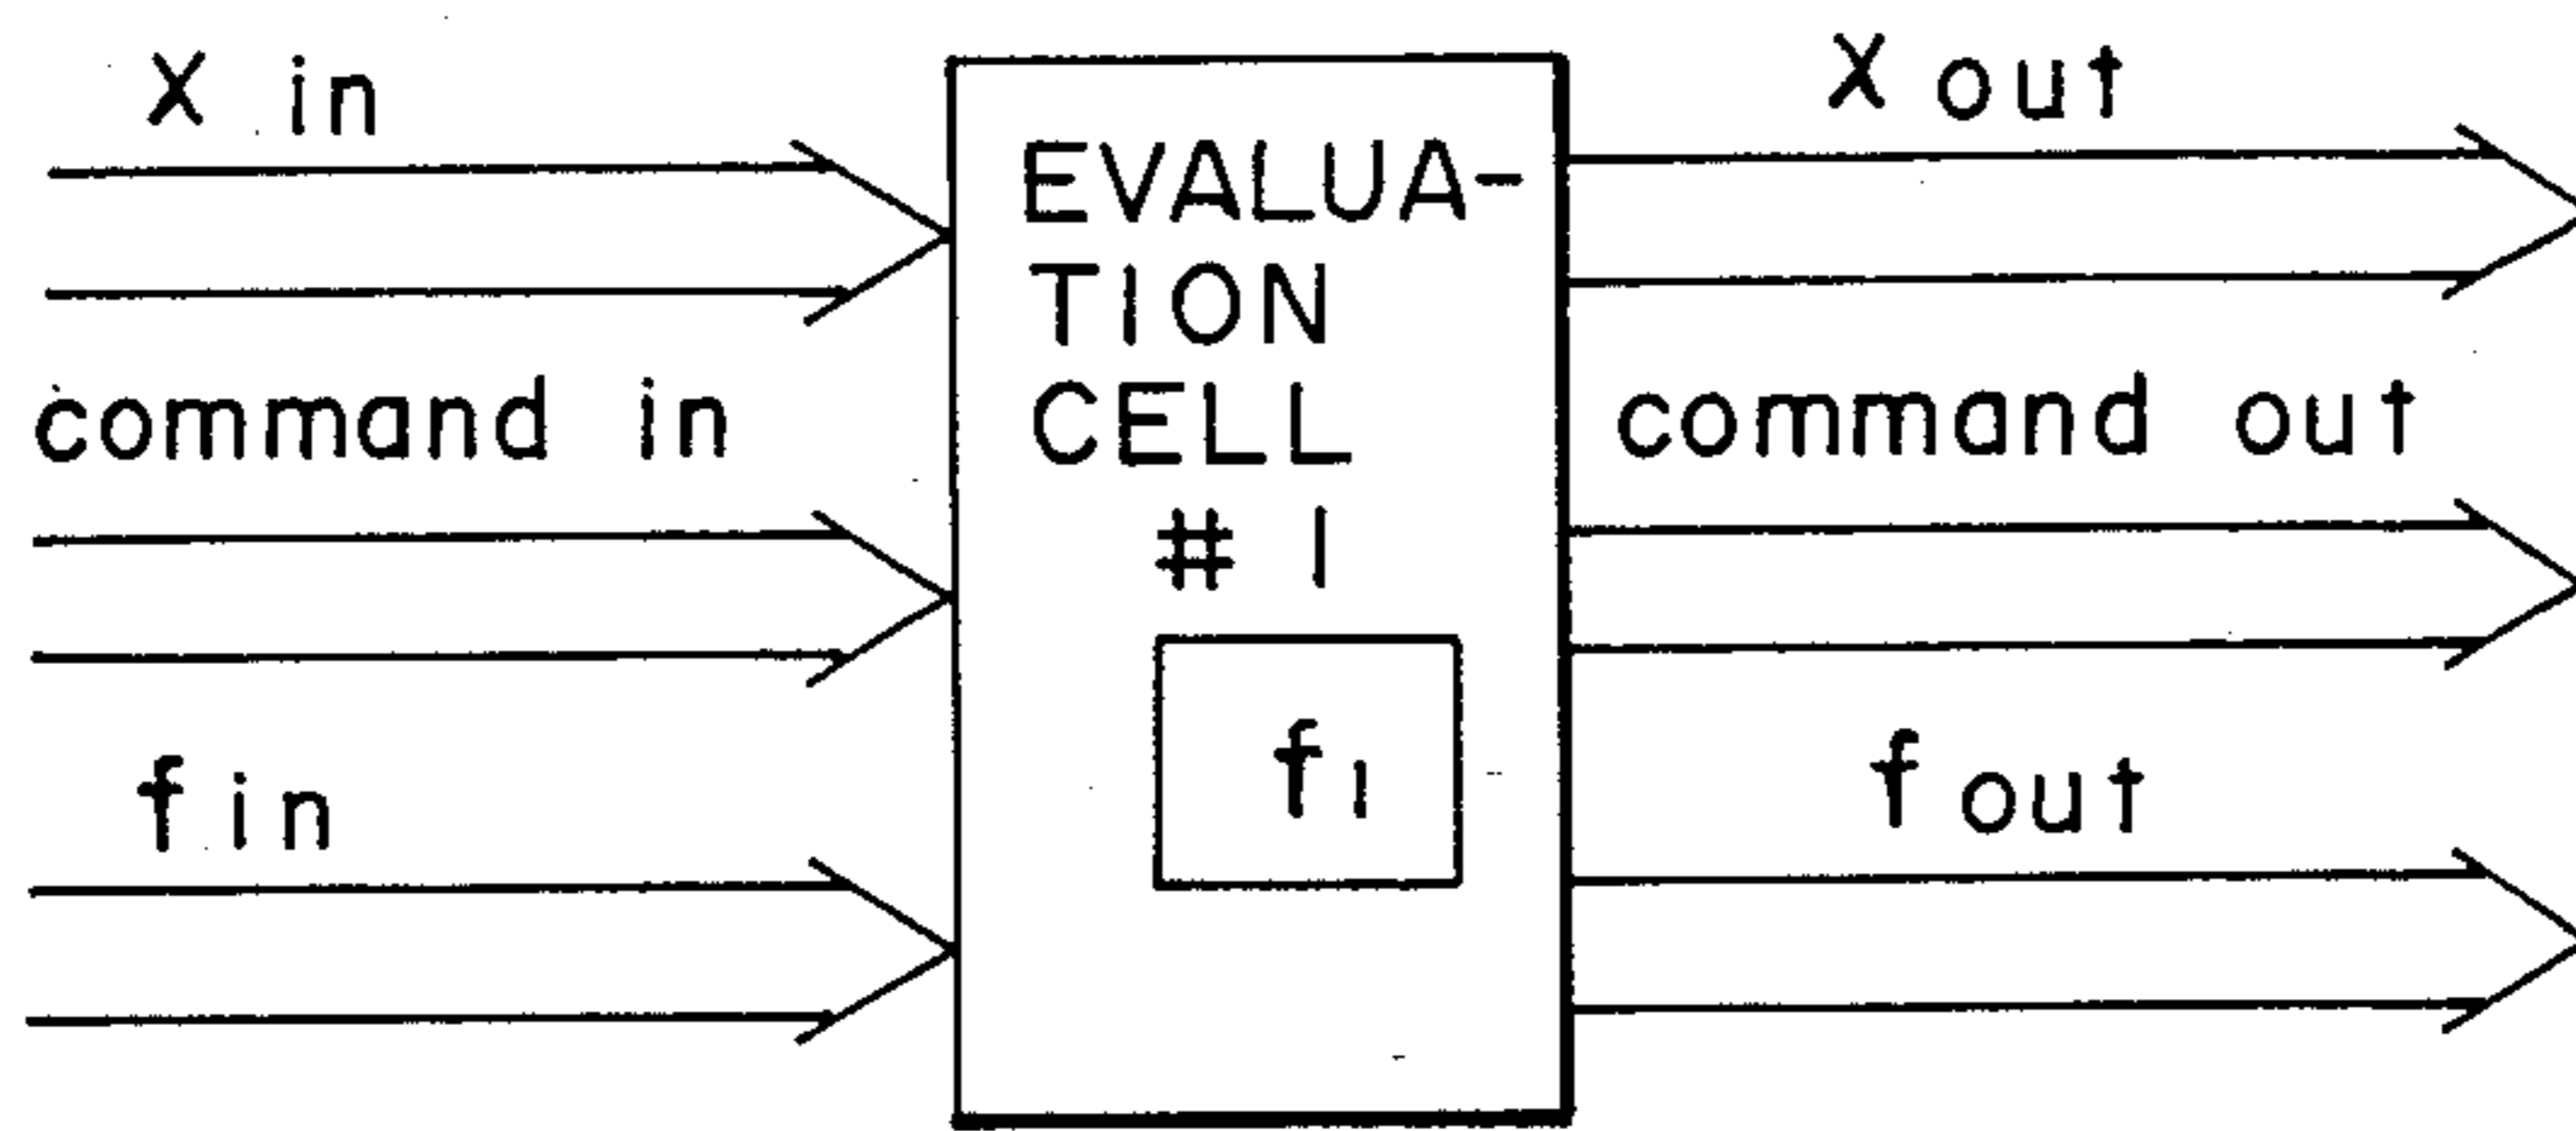 X in
command in
f in
EVALUA-
TION
CELL
# 1
f1
X out
command out
f out